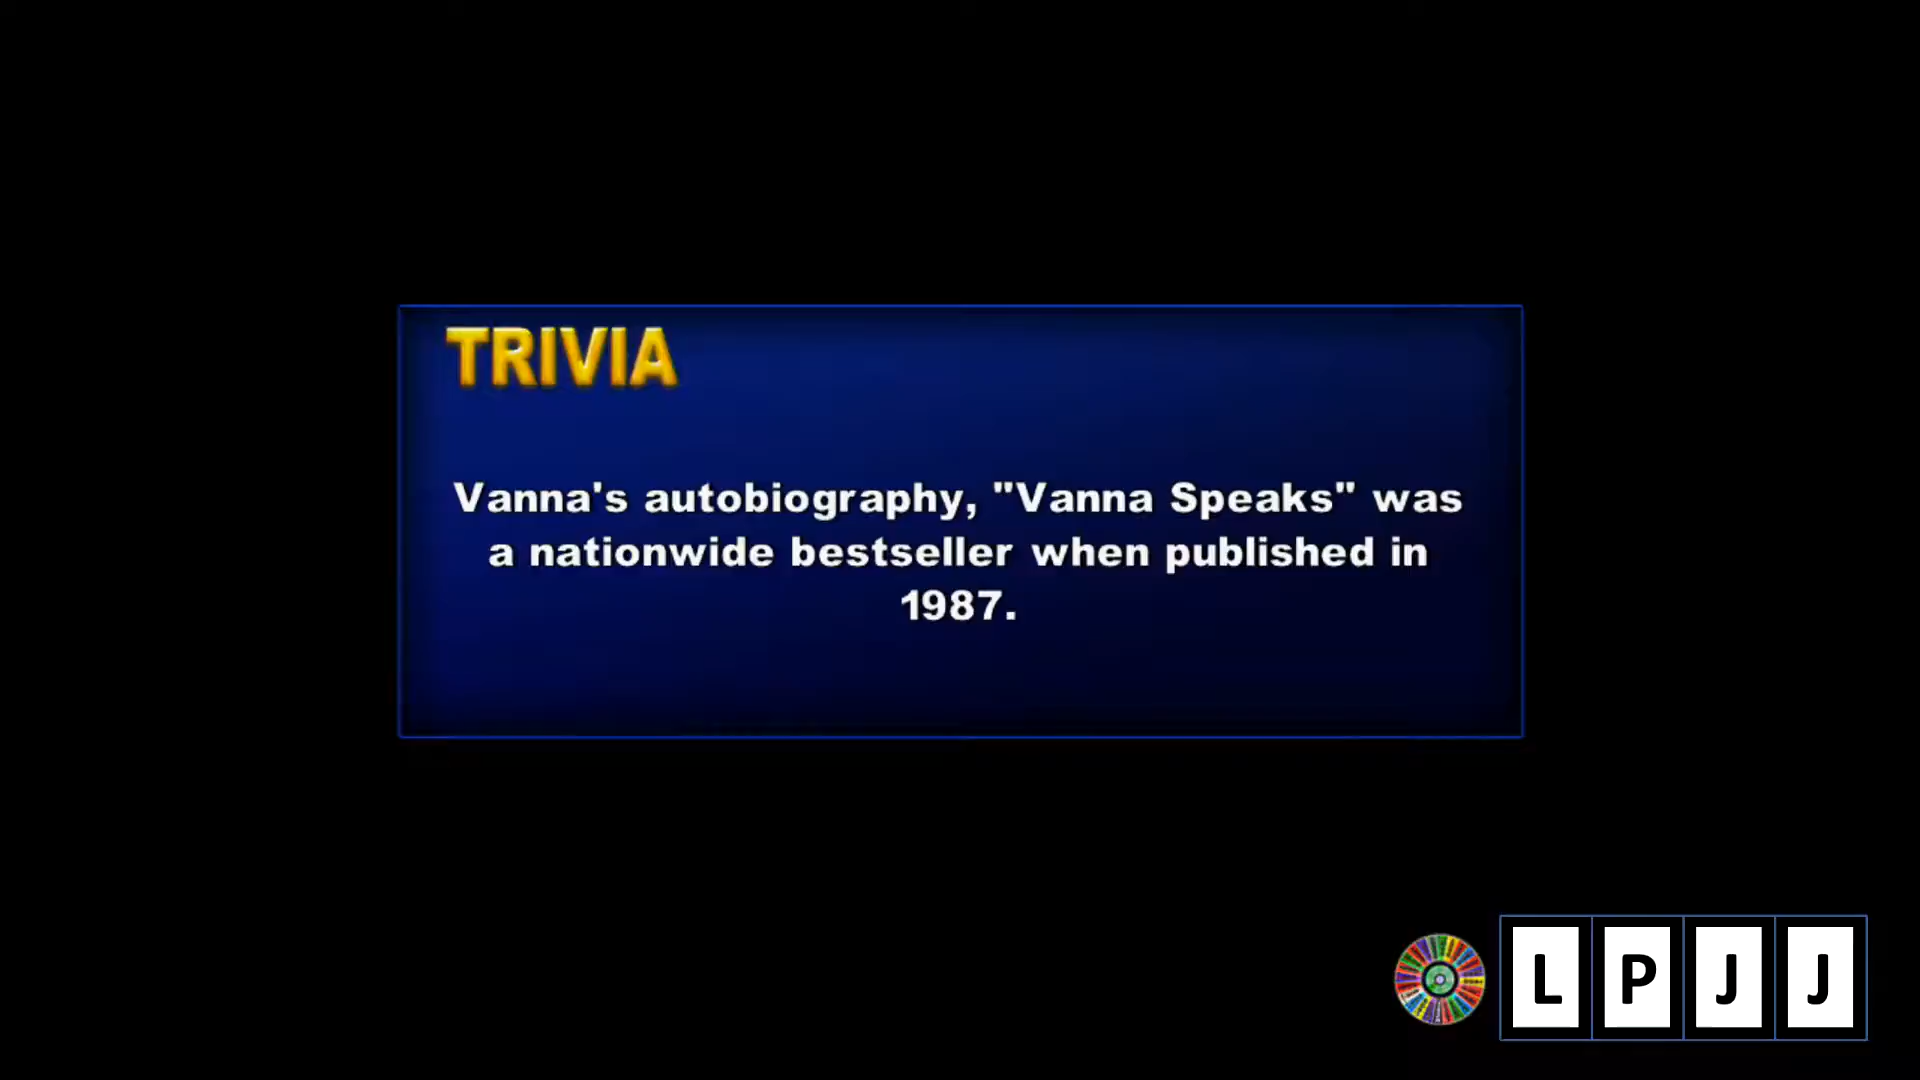 TRIVIA
Vanna's autobiography, "Vanna Speaks" was
a nationwide bestseller when published in
1987.
L P J J